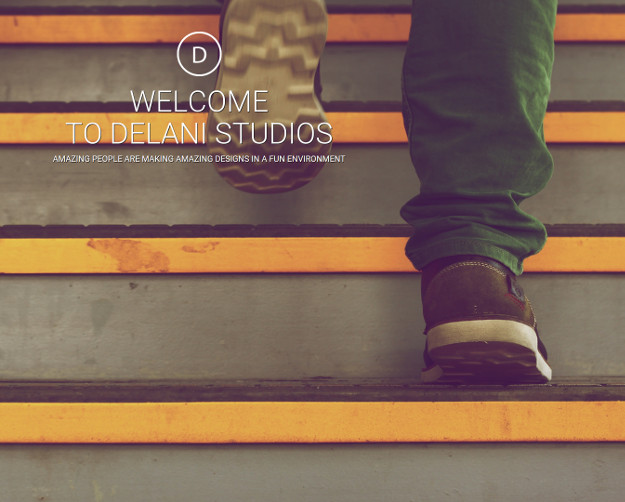 D
WELCOME
TO DELANI STUDIOS
AMAZING PEOPLE ARE MAKING AMAZING DESIGNS IN A FUN ENVIRONMENT